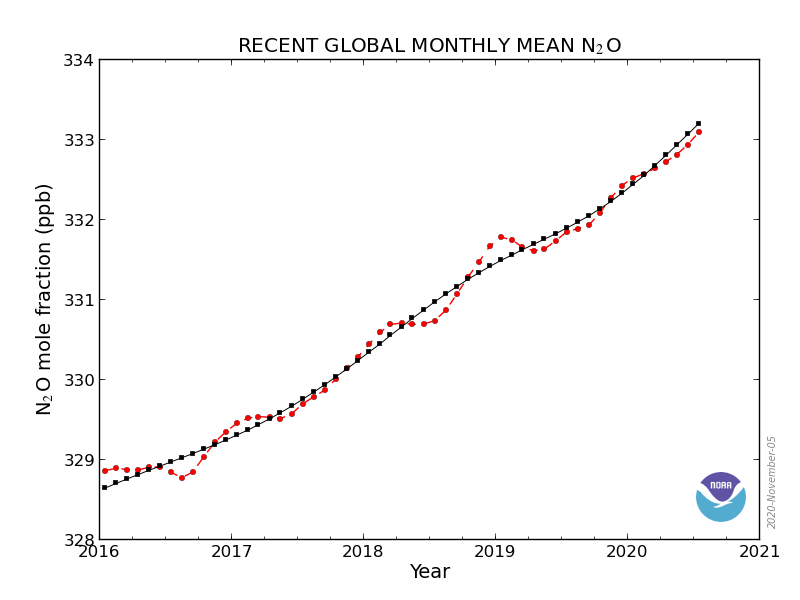 RECENT GLOBAL MONTHLY MEAN N₂O
334
333
332
331
330
329
328
N₂O mole fraction (ppb)
2016 2017 2018 2019 2020 2021
Year
NOAA
2020-November-05